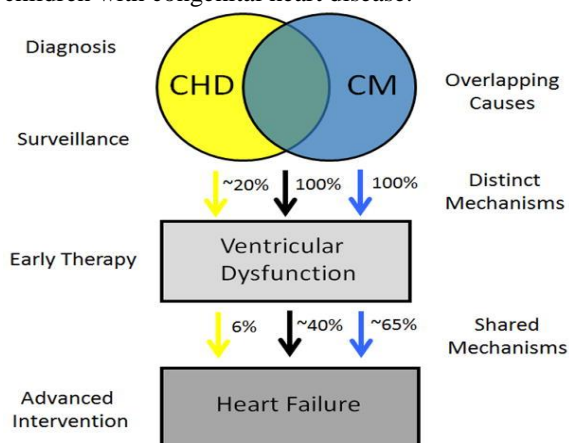 children with congenital heart disease.
Diagnosis
CHD
CM
Overlapping
Causes
Surveillance
~20%
100%
100%
Distinct
Mechanisms
Early Therapy
Ventricular
Dysfunction
6%
~40%
~65%
Shared
Mechanisms
Advanced
Intervention
Heart Failure